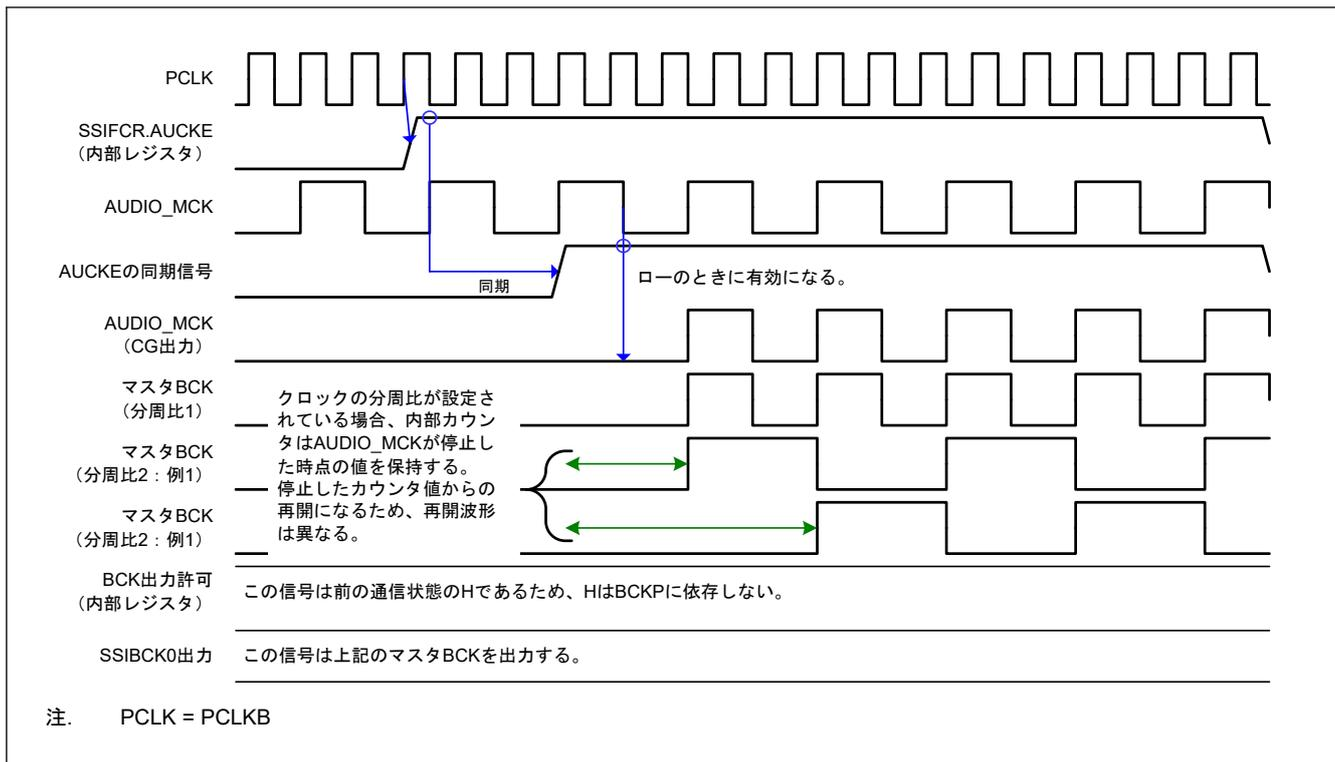 PCLK
SSIFCR.AUCKE
（内部レジスタ）
AUDIO_MCK
AUCKEの同期信号
同期
ローのときに有効になる。
AUDIO_MCK
（CG出力）
マスタBCK
（分周比1）
クロックの分周比が設定さ
れている場合、内部カウン
タはAUDIO_MCKが停止し
た時点の値を保持する。
停止したカウンタ値からの
再開になるため、再開波形
は異なる。
マスタBCK
（分周比2：例1）
マスタBCK
（分周比2：例1）
BCK出力許可
（内部レジスタ）
この信号は前の通信状態のHであるため、HはBCKPに依存しない。
SSIBCK0出力
この信号は上記のマスタBCKを出力する。
注. PCLK = PCLKB